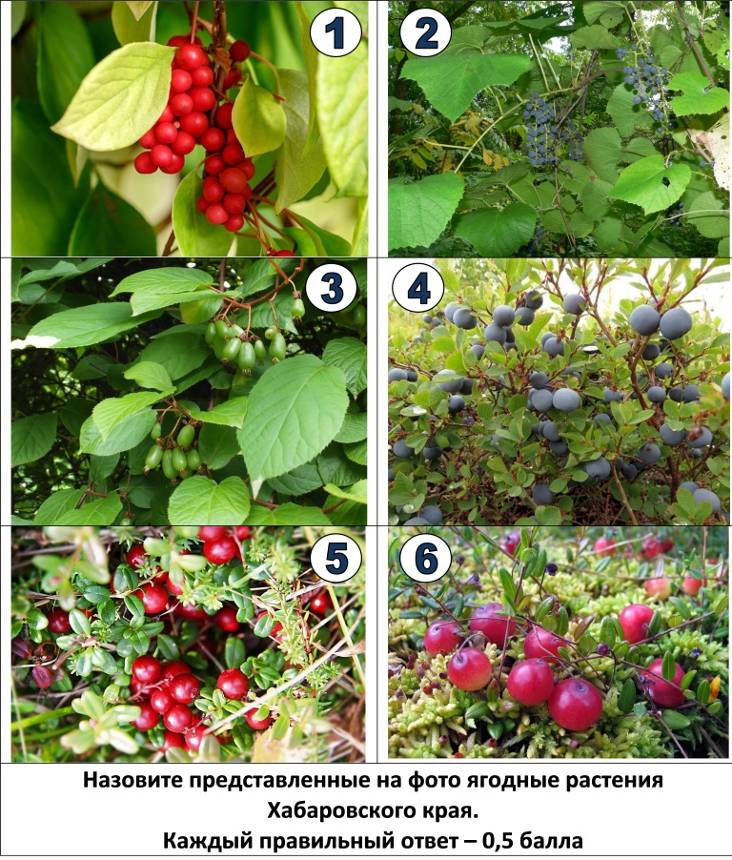 1
2
3
4
5
6
Назовите представленные на фото ягодные растения
Хабаровского края.
Каждый правильный ответ – 0,5 балла